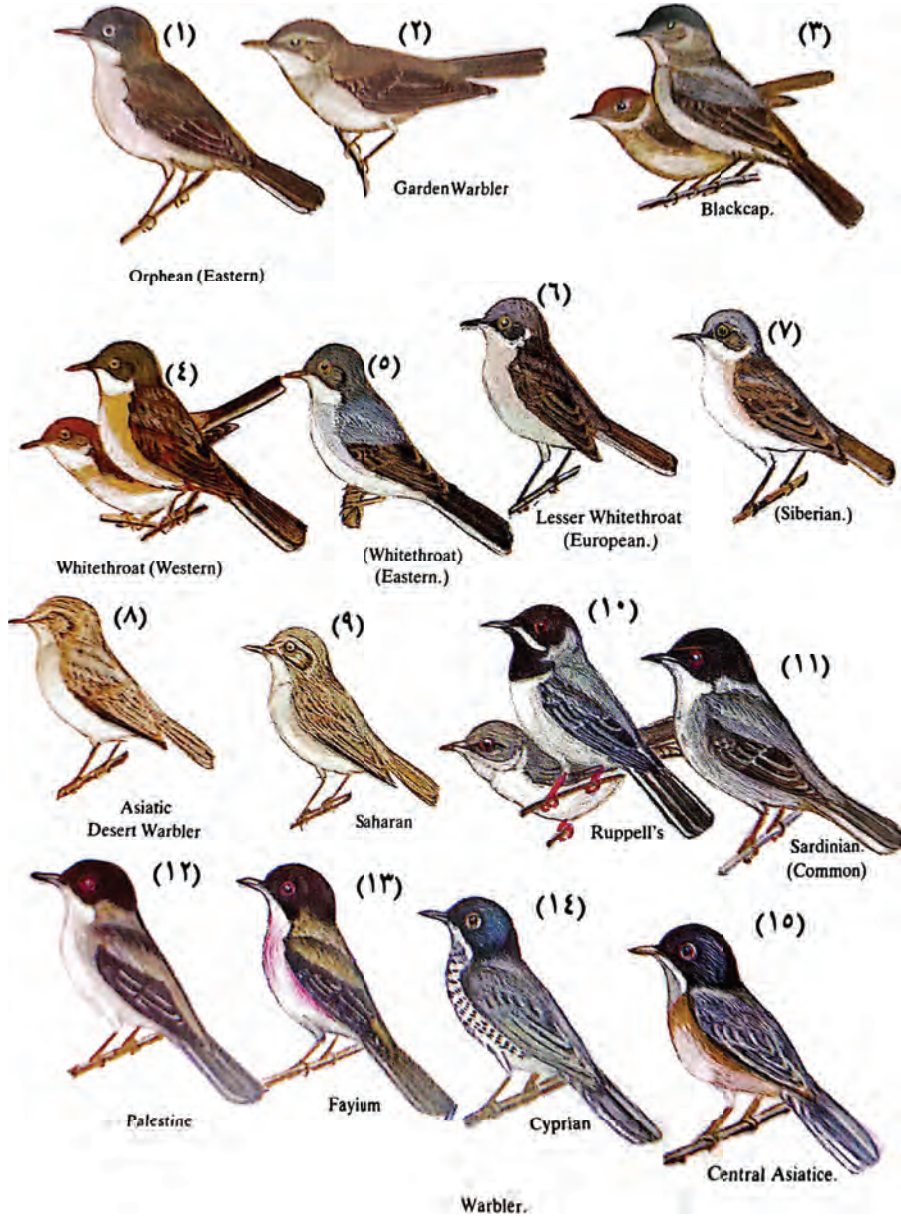 (١)
(٢)
(٣)
Garden Warbler
Blackcap.
Orphean (Eastern)
(٤)
(٥)
(٦)
(٧)
Whitethroat (Western)
(Whitethroat)
(Eastern.)
Lesser Whitethroat
(European.)
(Siberian.)
(٨)
(٩)
(١٠)
(١١)
Asiatic
Desert Warbler
Saharan
Ruppell's
Sardinian.
(Common)
(١٢)
(١٣)
(١٤)
(١٥)
Palestine
Fayium
Cyprian
Central Asiatice.
Warbler.